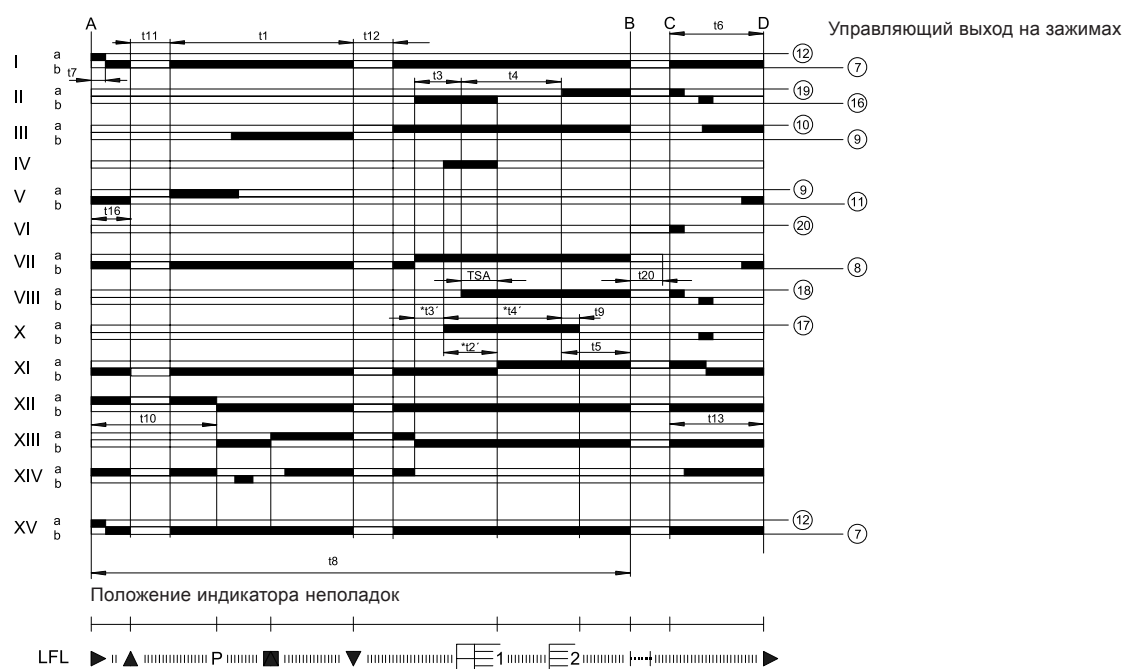 A B C D
t11 t1 t12 t6 Управляющий выход на зажимах
I a b t7 12 7
t3 t4
II a b 19 16
III a b 10 9
IV
V a b 9 11
t16
VI 20
VII a b 8
TSA t20
VIII a b 18
*t3´ *t4´ t9
X a b 17
*t2´ t5
XI a b
XII a b
t10 t13
XIII a b
XIV a b
XV a b 12 7
t8
Положение индикатора неполадок
LFL P 1 2